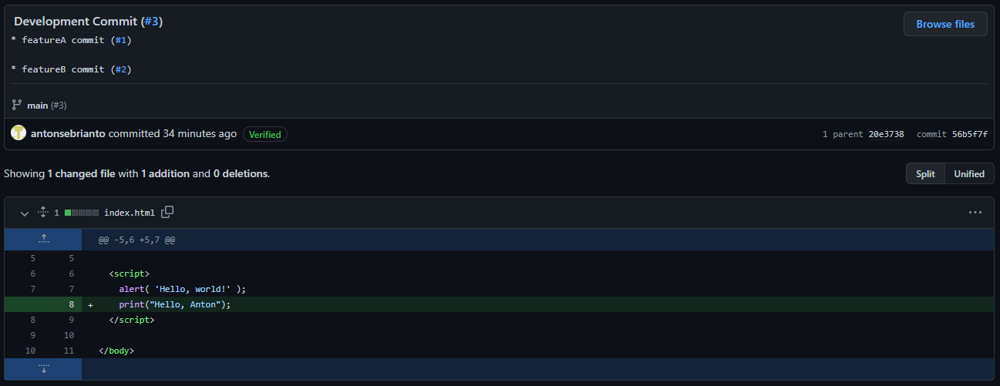 Development Commit (#3)
Browse files
* featureA commit (#1)
* featureB commit (#2)
main (#3)
antonsebrianto committed 34 minutes ago Verified
1 parent 20e3738 commit 56b5f7f
Showing 1 changed file with 1 addition and 0 deletions.
Split Unified
1 index.html
@@ -5,6 +5,7 @@
5 5
6 6 <script>
7 7 alert( 'Hello, world!' );
8 + print("Hello, Anton");
8 9 </script>
9 10
10 11 </body>